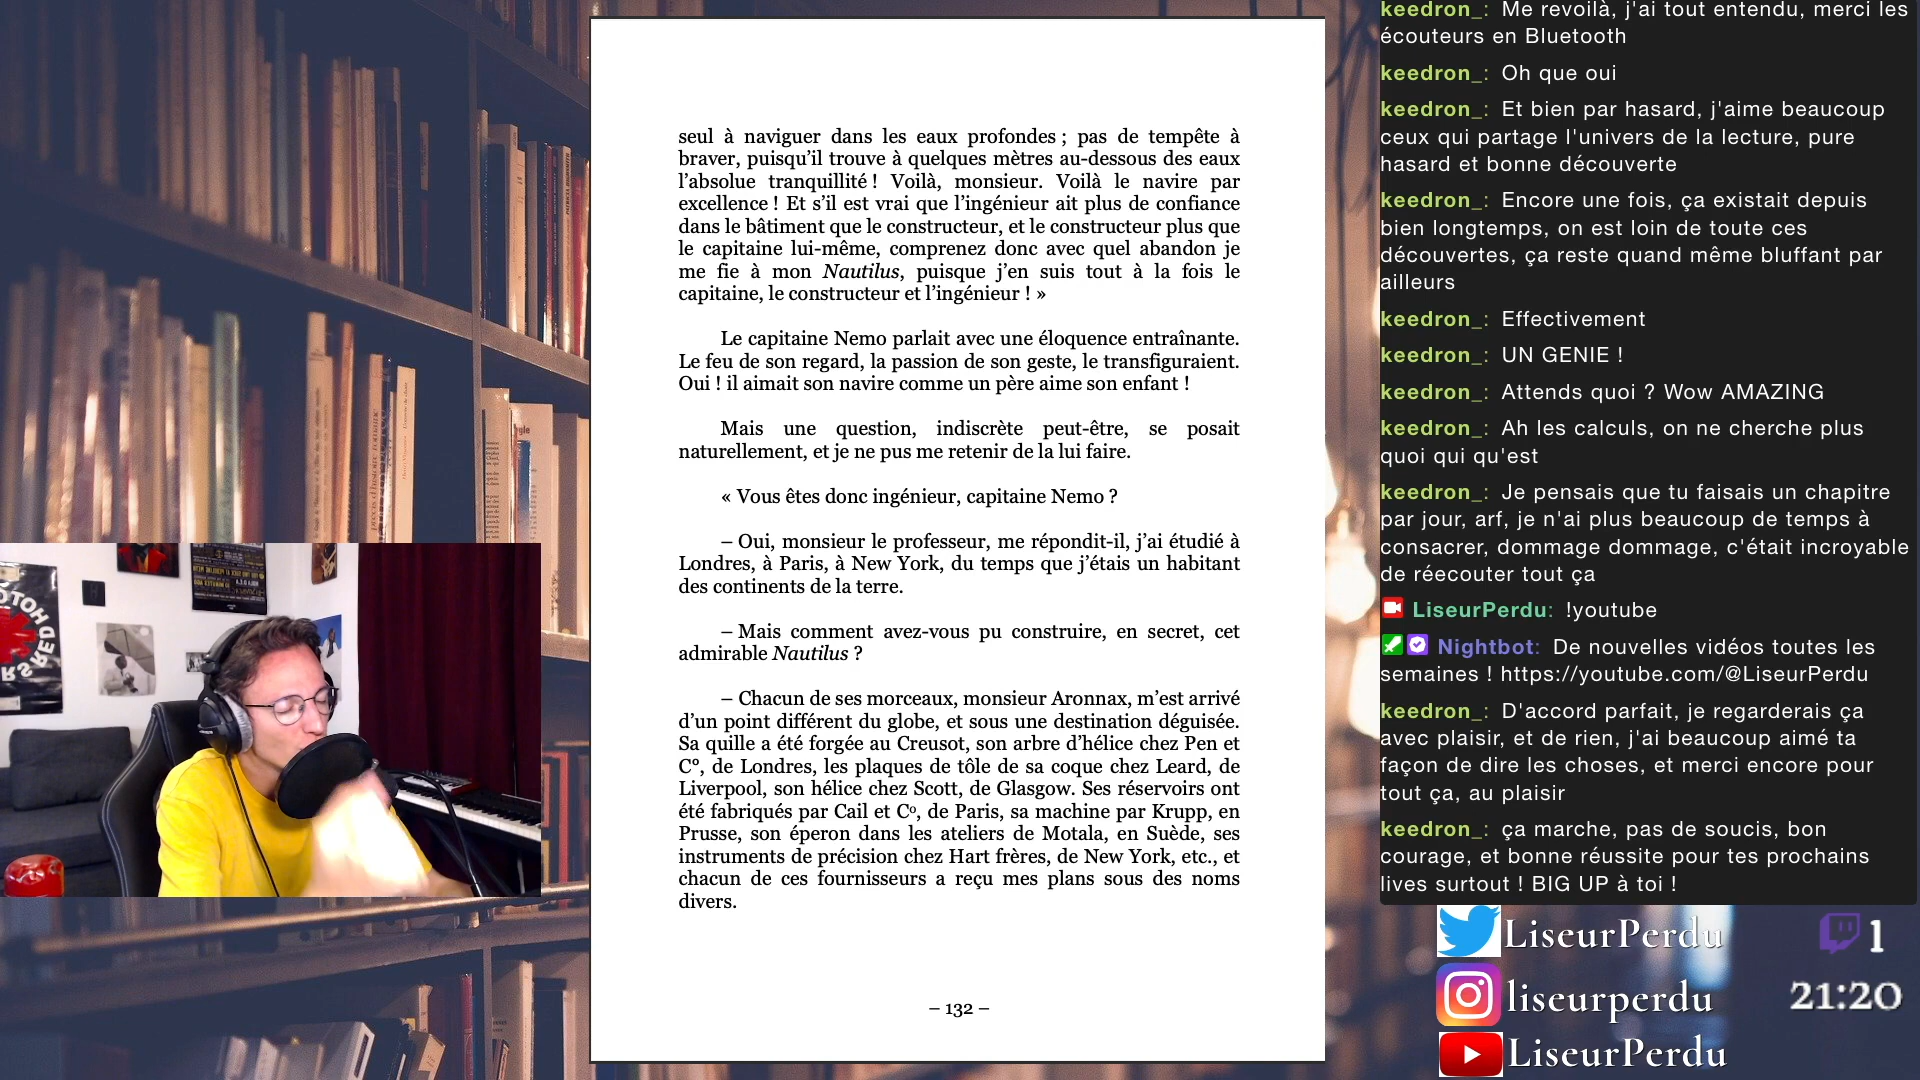 seul à naviguer dans les eaux profondes ; pas de tempête à
braver, puisqu’il trouve à quelques mètres au-dessous des eaux
l’absolue tranquillité ! Voilà, monsieur. Voilà le navire par
excellence ! Et s’il est vrai que l’ingénieur ait plus de confiance
dans le bâtiment que le constructeur, et le constructeur plus que
le capitaine lui-même, comprenez donc avec quel abandon je
me fie à mon Nautilus, puisque j’en suis tout à la fois le
capitaine, le constructeur et l’ingénieur ! »
Le capitaine Nemo parlait avec une éloquence entraînante.
Le feu de son regard, la passion de son geste, le transfiguraient.
Oui ! il aimait son navire comme un père aime son enfant !
Mais une question, indiscrète peut-être, se posait
naturellement, et je ne pus me retenir de la lui faire.
« Vous êtes donc ingénieur, capitaine Nemo ?
– Oui, monsieur le professeur, me répondit-il, j’ai étudié à
Londres, à Paris, à New York, du temps que j’étais un habitant
des continents de la terre.
– Mais comment avez-vous pu construire, en secret, cet
admirable Nautilus ?
– Chacun de ses morceaux, monsieur Aronnax, m’est arrivé
d’un point différent du globe, et sous une destination déguisée.
Sa quille a été forgée au Creusot, son arbre d’hélice chez Pen et
C°, de Londres, les plaques de tôle de sa coque chez Leard, de
Liverpool, son hélice chez Scott, de Glasgow. Ses réservoirs ont
été fabriqués par Cail et Cº, de Paris, sa machine par Krupp, en
Prusse, son éperon dans les ateliers de Motala, en Suède, ses
instruments de précision chez Hart frères, de New York, etc., et
chacun de ces fournisseurs a reçu mes plans sous des noms
divers.
– 132 –
keedron_: Me revoilà, j'ai tout entendu, merci les
écouteurs en Bluetooth
keedron_: Oh que oui
keedron_: Et bien par hasard, j'aime beaucoup
ceux qui partage l'univers de la lecture, pure
hasard et bonne découverte
keedron_: Encore une fois, ça existait depuis
bien longtemps, on est loin de toute ces
découvertes, ça reste quand même bluffant par
ailleurs
keedron_: Effectivement
keedron_: UN GENIE !
keedron_: Attends quoi ? Wow AMAZING
keedron_: Ah les calculs, on ne cherche plus
quoi qui qu'est
keedron_: Je pensais que tu faisais un chapitre
par jour, arf, je n'ai plus beaucoup de temps à
consacrer, dommage dommage, c'était incroyable
de réecouter tout ça
LiseurPerdu: !youtube
Nightbot: De nouvelles vidéos toutes les
semaines ! https://youtube.com/@LiseurPerdu
keedron_: D'accord parfait, je regarderais ça
avec plaisir, et de rien, j'ai beaucoup aimé ta
façon de dire les choses, et merci encore pour
tout ça, au plaisir
keedron_: ça marche, pas de soucis, bon
courage, et bonne réussite pour tes prochains
lives surtout ! BIG UP à toi !
LiseurPerdu
1
liseurperdu
21:20
LiseurPerdu